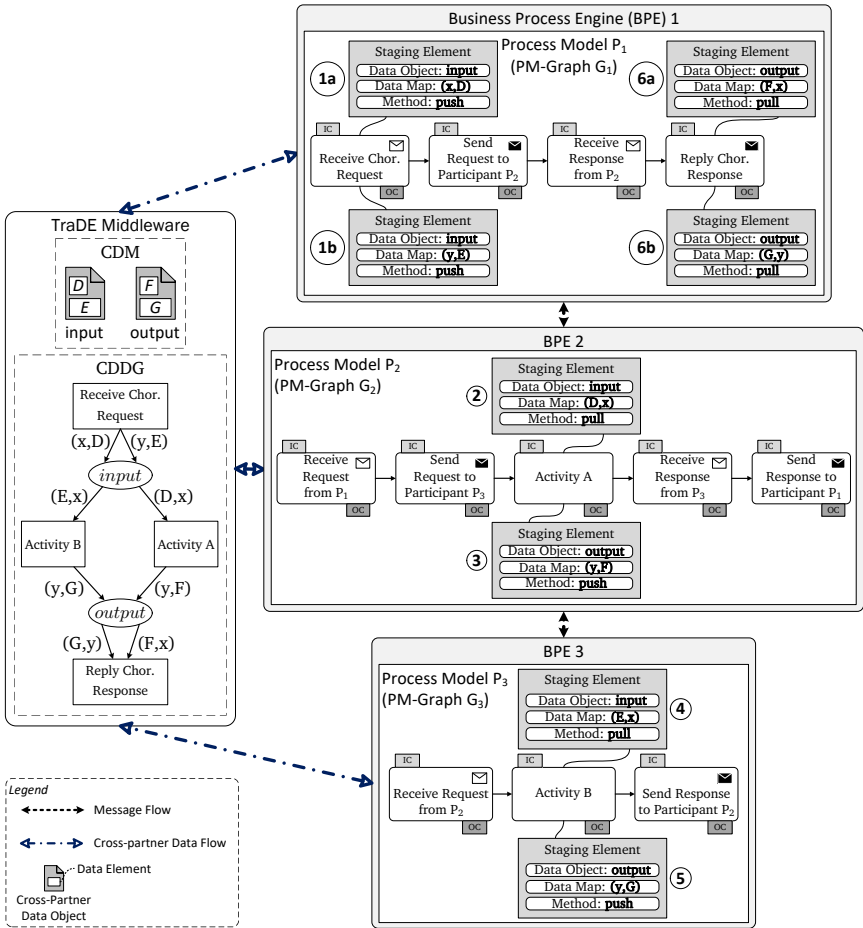 Business Process Engine (BPE) 1
Process Model P1
(PM-Graph G1)
1a
Staging Element
Data Object: input
Data Map: (x,D)
Method: push
6a
Staging Element
Data Object: output
Data Map: (F,x)
Method: pull
IC
Receive Chor.
Request
OC
IC
Send
Request to
Participant P2
OC
IC
Receive
Response
from P2
OC
IC
Reply Chor.
Response
OC
1b
Staging Element
Data Object: input
Data Map: (y,E)
Method: push
6b
Staging Element
Data Object: output
Data Map: (G,y)
Method: pull
TraDE Middleware
CDM
D
E
input
F
G
output
CDDG
Receive Chor.
Request
(x,D)
(y,E)
input
(E,x)
(D,x)
Activity B
Activity A
(y,G)
(y,F)
output
(G,y)
(F,x)
Reply Chor.
Response
BPE 2
Process Model P2
(PM-Graph G2)
2
Staging Element
Data Object: input
Data Map: (D,x)
Method: pull
IC
Receive
Request
from P1
OC
IC
Send
Request to
Participant P3
OC
IC
Activity A
OC
IC
Receive
Response
from P3
OC
IC
Send
Response to
Participant P1
OC
3
Staging Element
Data Object: output
Data Map: (y,F)
Method: push
BPE 3
Process Model P3
(PM-Graph G3)
Staging Element
Data Object: input
Data Map: (E,x)
Method: pull
4
IC
Receive Request
from P2
OC
IC
Activity B
OC
IC
Send Response
to Participant P2
OC
Staging Element
Data Object: output
Data Map: (y,G)
Method: push
5
Legend
Message Flow
Cross-partner Data Flow
Data Element
Cross-Partner
Data Object